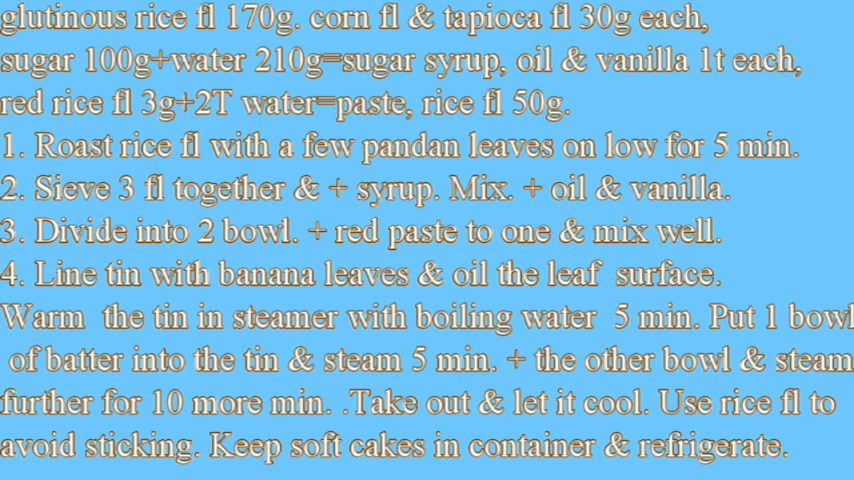 glutinous rice fl 170g. corn fl & tapioca fl 30g each,
sugar 100g+water 210g=sugar syrup, oil & vanilla 1t each,
red rice fl 3g+2T water=paste, rice fl 50g.
1. Roast rice fl with a few pandan leaves on low for 5 min.
2. Sieve 3 fl together & + syrup. Mix. + oil & vanilla.
3. Divide into 2 bowl. + red paste to one & mix well.
4. Line tin with banana leaves & oil the leaf surface.
Warm the tin in steamer with boiling water 5 min. Put 1 bowl
of batter into the tin & steam 5 min. + the other bowl & steam
further for 10 more min. .Take out & let it cool. Use rice fl to
avoid sticking. Keep soft cakes in container & refrigerate.